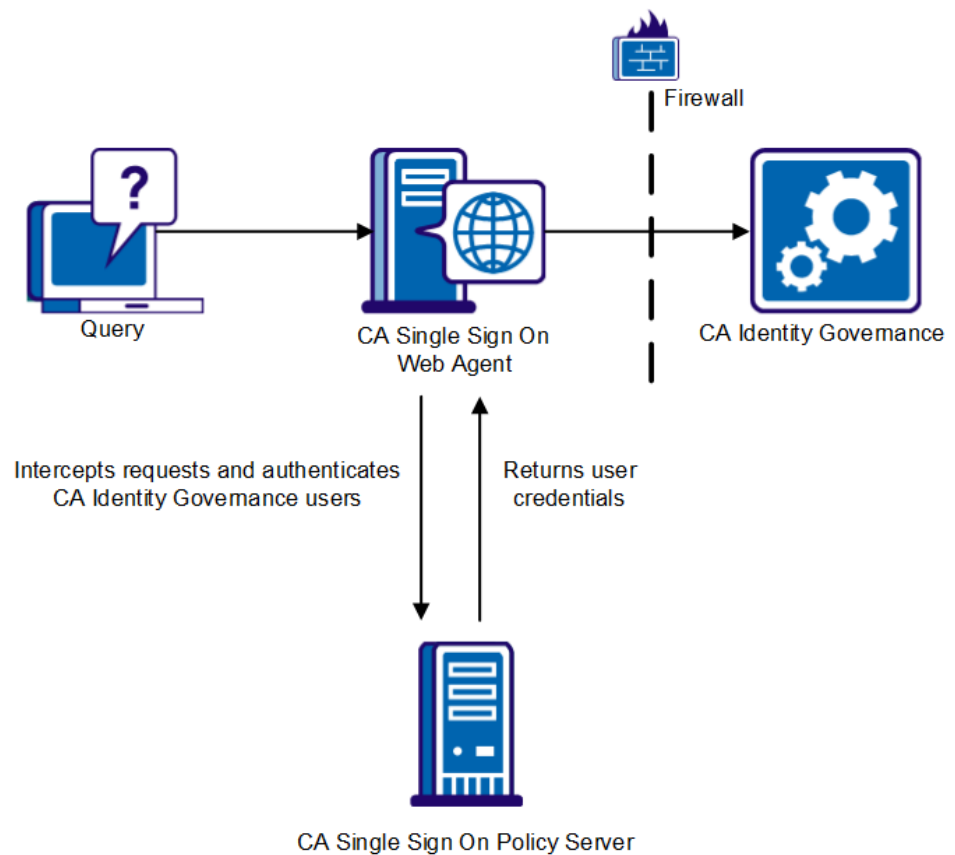 Firewall
?
Query
CA Single Sign On
Web Agent
CA Identity Governance
Intercepts requests and authenticates
CA Identity Governance users
Returns user
credentials
CA Single Sign On Policy Server